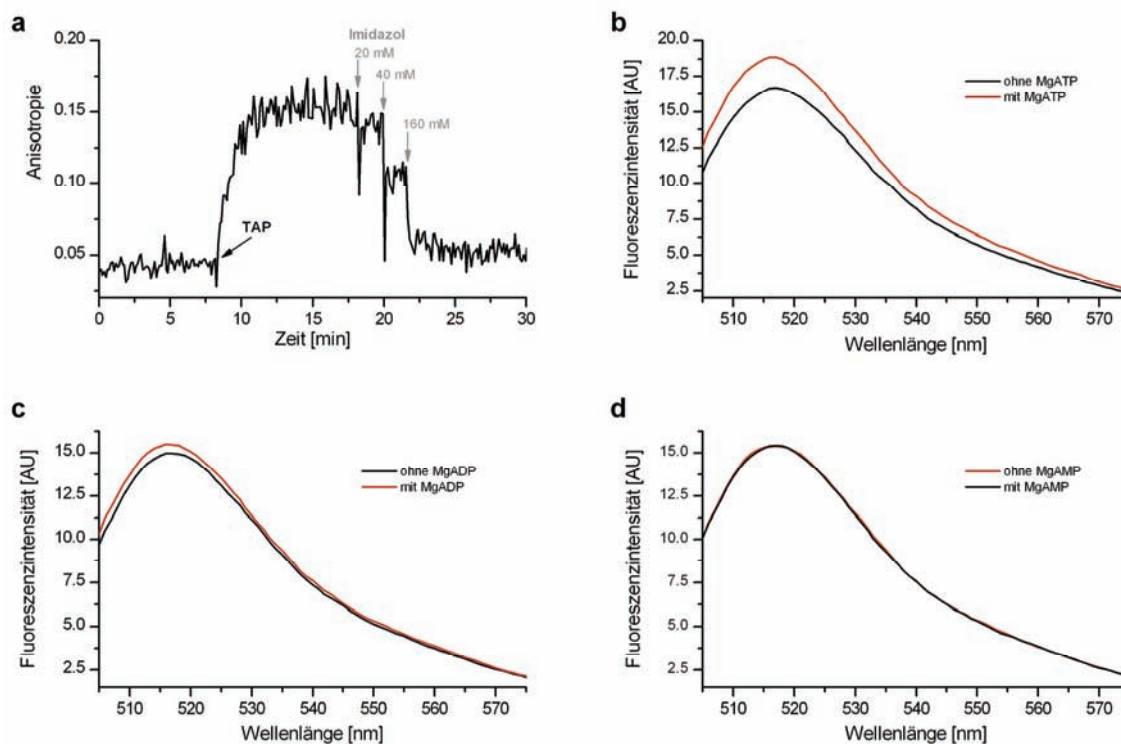 a
0.20
0.15
0.10
0.05
Anisotropie
Imidazol
20 mM
40 mM
160 mM
TAP
0 5 10 15 20 25 30
Zeit [min]
b
20.0
17.5
15.0
12.5
10.0
7.5
5.0
2.5
Fluoreszenzintensität [AU]
ohne MgATP
mit MgATP
510 520 530 540 550 560 570
Wellenlänge [nm]
c
15.0
12.5
10.0
7.5
5.0
2.5
Fluoreszenzintensität [AU]
ohne MgADP
mit MgADP
510 520 530 540 550 560 570
Wellenlänge [nm]
d
15.0
12.5
10.0
7.5
5.0
2.5
Fluoreszenzintensität [AU]
ohne MgAMP
mit MgAMP
510 520 530 540 550 560 570
Wellenlänge [nm]